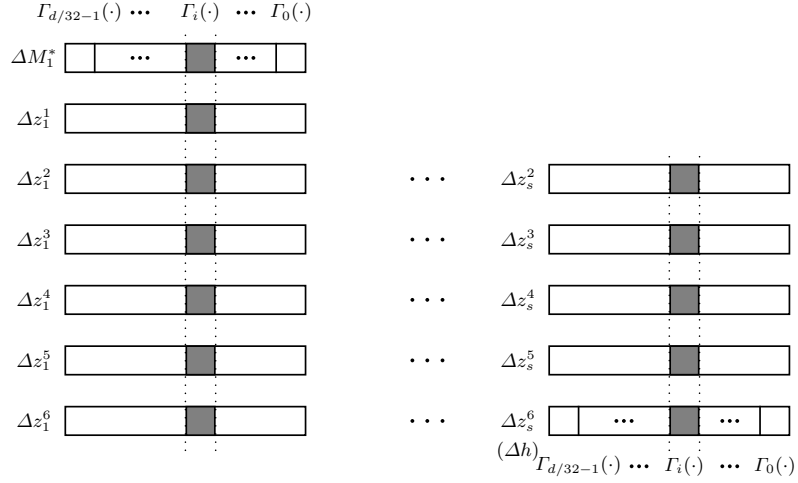 Γ_{d/32−1}(·) ··· Γ_i(·) ··· Γ_0(·)
ΔM_1^* ··· ···
Δz_1^1
Δz_1^2 ··· Δz_s^2
Δz_1^3 ··· Δz_s^3
Δz_1^4 ··· Δz_s^4
Δz_1^5 ··· Δz_s^5
Δz_1^6 ··· Δz_s^6 ··· ···
(Δh)
Γ_{d/32−1}(·) ··· Γ_i(·) ··· Γ_0(·)